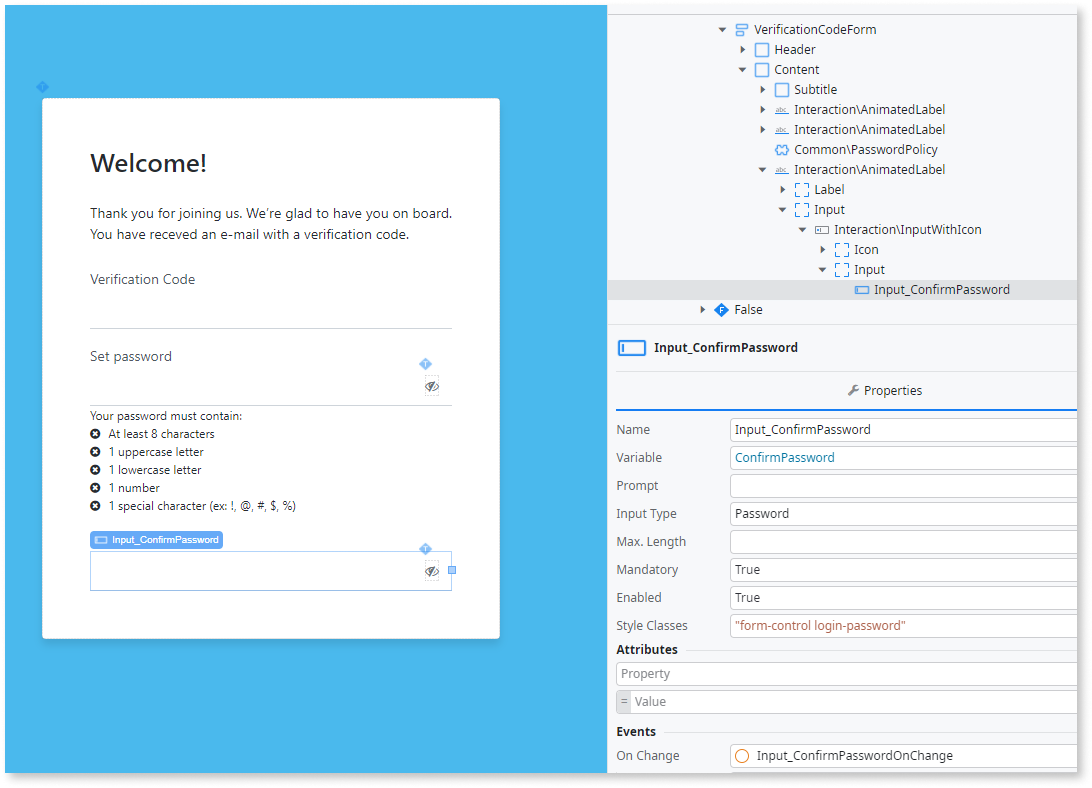 Welcome!
Thank you for joining us. We’re glad to have you on board.
You have receved an e-mail with a verification code.
Verification Code
Set password
Your password must contain:
At least 8 characters
1 uppercase letter
1 lowercase letter
1 number
1 special character (ex: !, @, #, $, %)
Input_ConfirmPassword
VerificationCodeForm
Header
Content
Subtitle
abc Interaction\AnimatedLabel
abc Interaction\AnimatedLabel
Common\PasswordPolicy
abc Interaction\AnimatedLabel
Label
Input
Interaction\InputWithIcon
Icon
Input
Input_ConfirmPassword
False
Input_ConfirmPassword
Properties
Name Input_ConfirmPassword
Variable ConfirmPassword
Prompt
Input Type Password
Max. Length
Mandatory True
Enabled True
Style Classes "form-control login-password"
Attributes
Property
= Value
Events
On Change Input_ConfirmPasswordOnChange